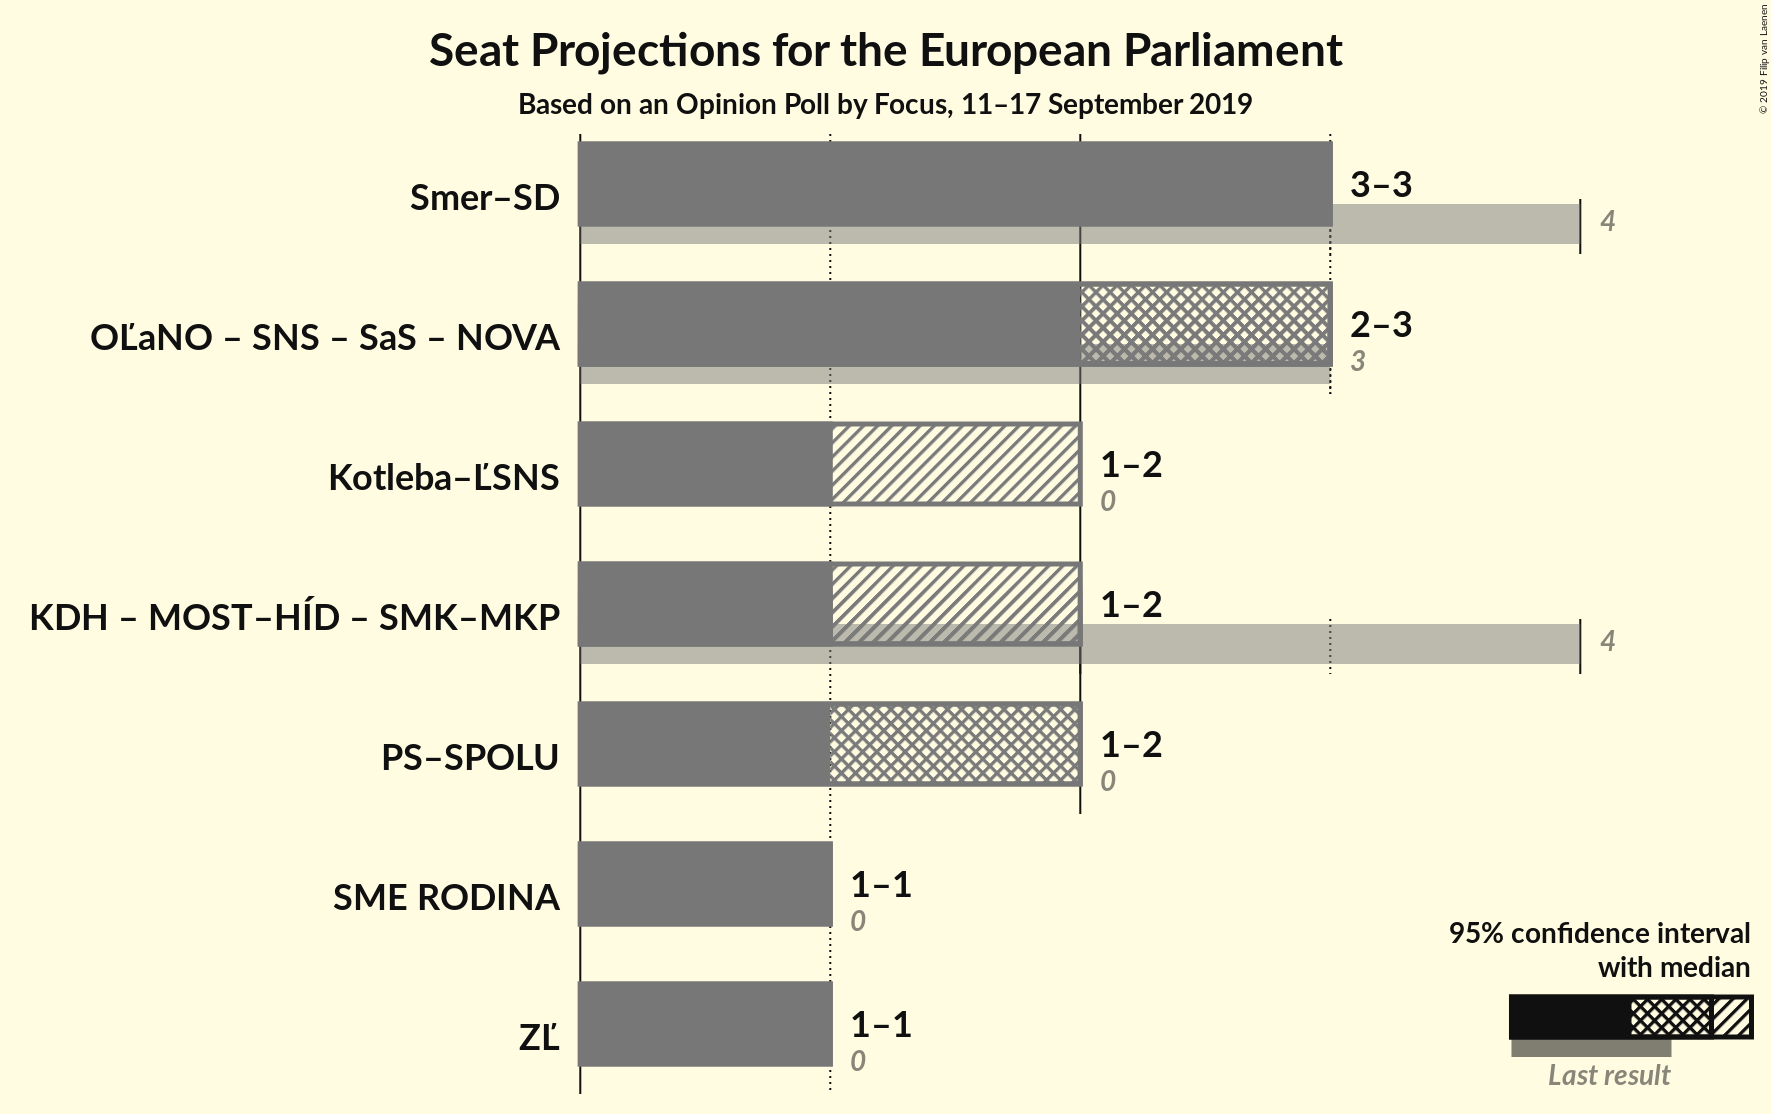 Seat Projections for the European Parliament
Based on an Opinion Poll by Focus, 11–17 September 2019
© 2019 Filip van Laenen
Smer–SD
3–3
4
OĽaNO – SNS – SaS – NOVA
2–3
3
Kotleba–ĽSNS
1–2
0
KDH – MOST–HÍD – SMK–MKP
1–2
4
PS–SPOLU
1–2
0
SME RODINA
1–1
0
ZĽ
1–1
0
95% confidence interval
with median
Last result